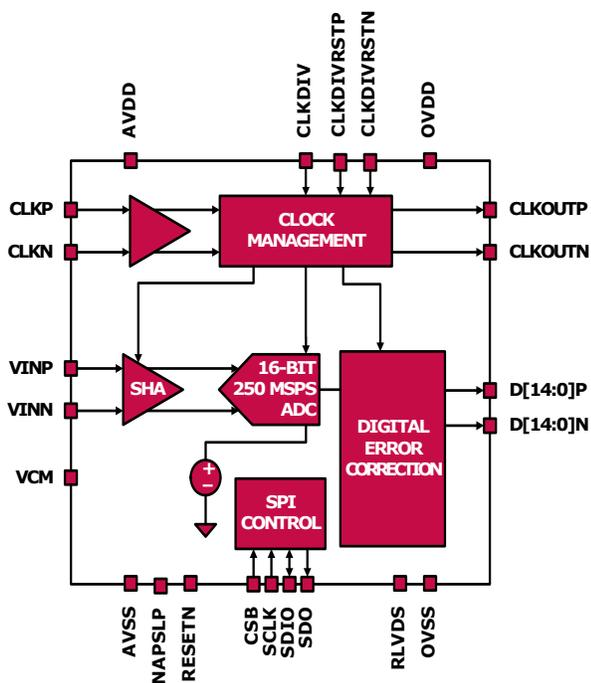 AVDD
CLKDIV
CLKDIVRSTP
CLKDIVRSTN
OVDD
CLKP
CLKN
CLOCK
MANAGEMENT
CLKOUTP
CLKOUTN
VINP
VINN
SHA
16-BIT
250 MSPS
ADC
DIGITAL
ERROR
CORRECTION
D[14:0]P
D[14:0]N
VCM
+
–
SPI
CONTROL
AVSS
NAPSLP
RESETN
CSB
SCLK
SDIO
SDO
RLVDS
OVSS